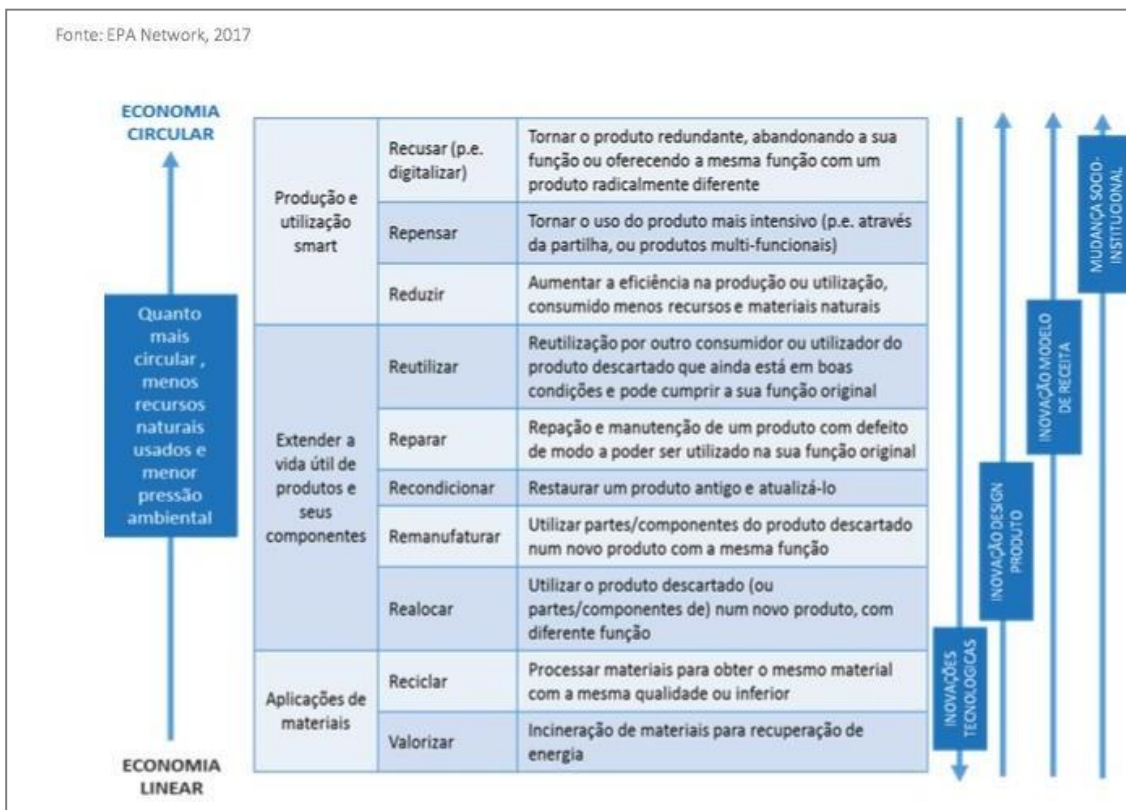 Fonte: EPA Network, 2017
ECONOMIA
CIRCULAR
Quanto
mais
circular ,
menos
recursos
naturais
usados e
menor
pressão
ambiental
ECONOMIA
LINEAR
Produção e
utilização
smart
Recusar (p.e.
digitalizar)
Tornar o produto redundante, abandonando a sua
função ou oferecendo a mesma função com um
produto radicalmente diferente
Repensar
Tornar o uso do produto mais intensivo (p.e. através
da partilha, ou produtos multi-funcionais)
Reduzir
Aumentar a eficiência na produção ou utilização,
consumido menos recursos e materiais naturais
Extender a
vida útil de
produtos e
seus
componentes
Reutilizar
Reutilização por outro consumidor ou utilizador do
produto descartado que ainda está em boas
condições e pode cumprir a sua função original
Reparar
Repação e manutenção de um produto com defeito
de modo a poder ser utilizado na sua função original
Recondicionar
Restaurar um produto antigo e atualizá-lo
Remanufaturar
Utilizar partes/componentes do produto descartado
num novo produto com a mesma função
Realocar
Utilizar o produto descartado (ou
partes/componentes de) num novo produto, com
diferente função
Aplicações de
materiais
Reciclar
Processar materiais para obter o mesmo material
com a mesma qualidade ou inferior
Valorizar
Incineração de materiais para recuperação de
energia
INOVAÇÕES
TECNOLOGICAS
INOVAÇÃO DESIGN
PRODUTO
INOVAÇÃO MODELO
DE RECEITA
MUDANÇA SOCIO-
INSTITUCIONAL